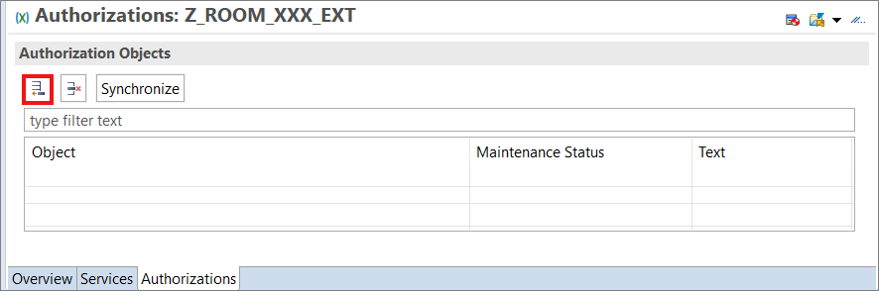 Authorizations: Z_ROOM_XXX_EXT
Authorization Objects
Synchronize
type filter text
Object Maintenance Status Text
Overview Services Authorizations